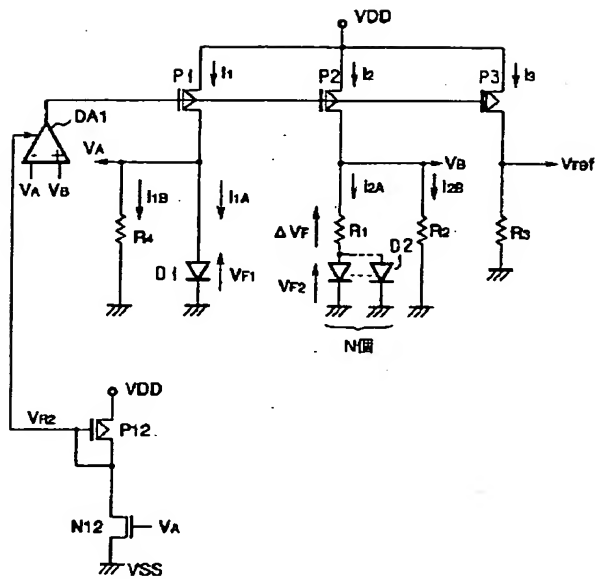 VDD
P1
I1
P2
I2
P3
I3
DA1
VA
VB
Vref
- +
VA VB
I1B
I1A
I2A
I2B
R4
ΔVF
R1
R2
R3
D1
VF1
VF2
D2
N個
VDD
VR2
P12
N12
VA
VSS